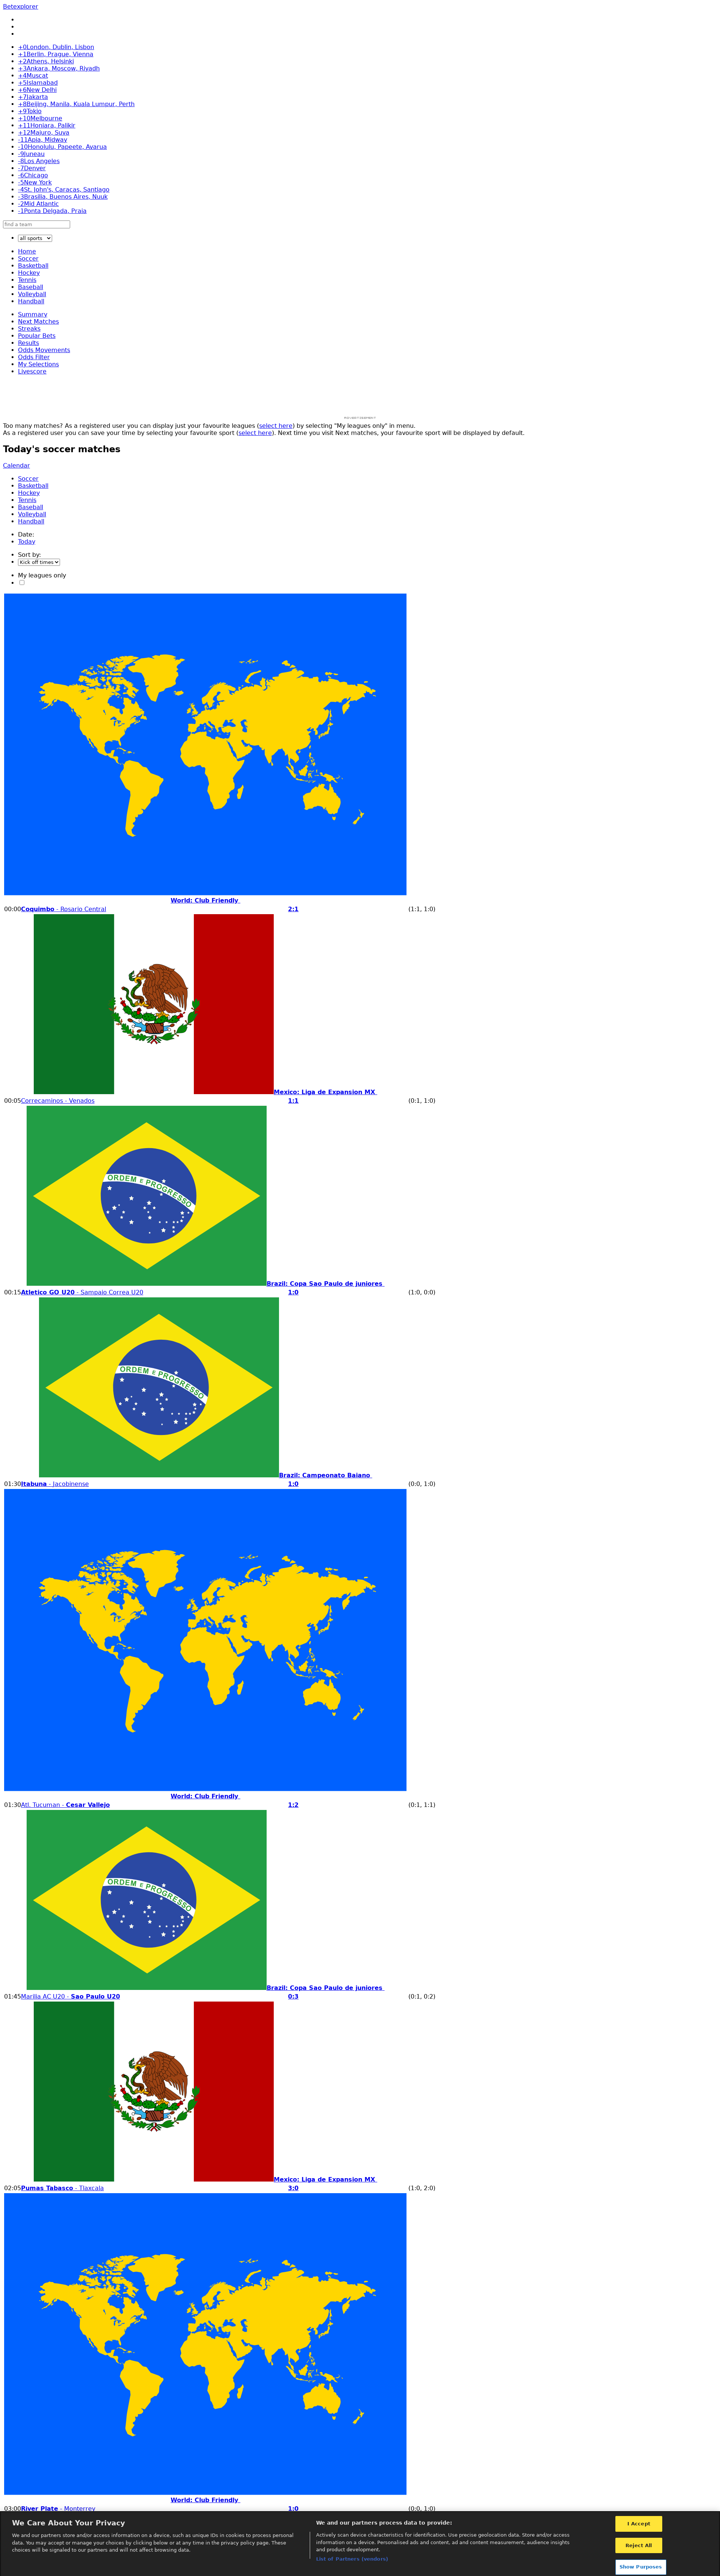 Betexplorer
+0London, Dublin, Lisbon
+1Berlin, Prague, Vienna
+2Athens, Helsinki
+3Ankara, Moscow, Riyadh
+4Muscat
+5Islamabad
+6New Delhi
+7Jakarta
+8Beijing, Manila, Kuala Lumpur, Perth
+9Tokio
+10Melbourne
+11Honiara, Palikir
+12Majuro, Suva
-11Apia, Midway
-10Honolulu, Papeete, Avarua
-9Juneau
-8Los Angeles
-7Denver
-6Chicago
-5New York
-4St. John's, Caracas, Santiago
-3Brasilia, Buenos Aires, Nuuk
-2Mid Atlantic
-1Ponta Delgada, Praia
find a team
all sports
Home
Soccer
Basketball
Hockey
Tennis
Baseball
Volleyball
Handball
Summary
Next Matches
Streaks
Popular Bets
Results
Odds Movements
Odds Filter
My Selections
Livescore
Too many matches? As a registered user you can display just your favourite leagues (select here) by selecting "My leagues only" in menu.
As a registered user you can save your time by selecting your favourite sport (select here). Next time you visit Next matches, your favourite sport will be displayed by default.
Today's soccer matches
Calendar
Soccer
Basketball
Hockey
Tennis
Baseball
Volleyball
Handball
Date:
Today
Sort by:
Kick off times
My leagues only
World: Club Friendly
00:00Coquimbo - Rosario Central 2:1 (1:1, 1:0)
Mexico: Liga de Expansion MX
00:05Correcaminos - Venados 1:1 (0:1, 1:0)
ORDEM E PROGRESSO
Brazil: Copa Sao Paulo de juniores
00:15Atletico GO U20 - Sampaio Correa U20 1:0 (1:0, 0:0)
ORDEM E PROGRESSO
Brazil: Campeonato Baiano
01:30Itabuna - Jacobinense 1:0 (0:0, 1:0)
World: Club Friendly
01:30Atl. Tucuman - Cesar Vallejo 1:2 (0:1, 1:1)
ORDEM E PROGRESSO
Brazil: Copa Sao Paulo de juniores
01:45Marilia AC U20 - Sao Paulo U20 0:3 (0:1, 0:2)
Mexico: Liga de Expansion MX
02:05Pumas Tabasco - Tlaxcala 3:0 (1:0, 2:0)
World: Club Friendly
03:00River Plate - Monterrey 1:0 (0:0, 1:0)
We Care About Your Privacy
We and our partners store and/or access information on a device, such as unique IDs in cookies to process personal
data. You may accept or manage your choices by clicking below or at any time in the privacy policy page. These
choices will be signaled to our partners and will not affect browsing data.
We and our partners process data to provide:
Actively scan device characteristics for identification. Use precise geolocation data. Store and/or access
information on a device. Personalised ads and content, ad and content measurement, audience insights
and product development.
List of Partners (vendors)
I Accept
Reject All
Show Purposes